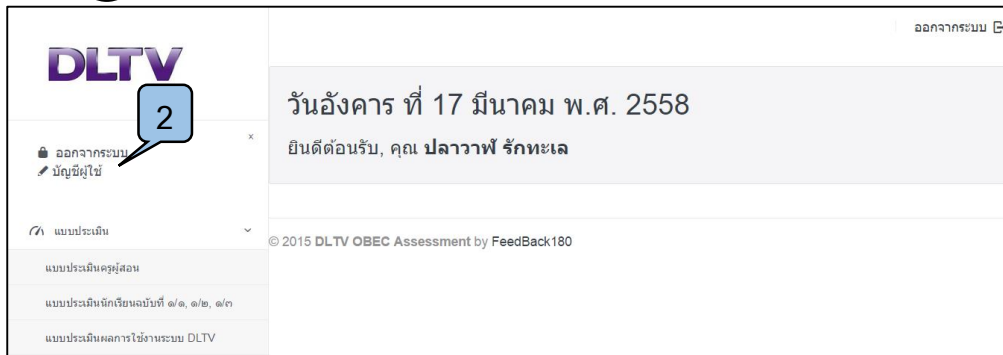 ออกจากระบบ
DLTV
2
x
ออกจากระบบ
บัญชีผู้ใช้
แบบประเมิน
แบบประเมินครูผู้สอน
แบบประเมินนักเรียนฉบับที่ ๑/๑, ๑/๒, ๑/๓
แบบประเมินผลการใช้งานระบบ DLTV
วันอังคาร ที่ 17 มีนาคม พ.ศ. 2558
ยินดีต้อนรับ, คุณ ปลาวาฬ รักทะเล
© 2015 DLTV OBEC Assessment by FeedBack180